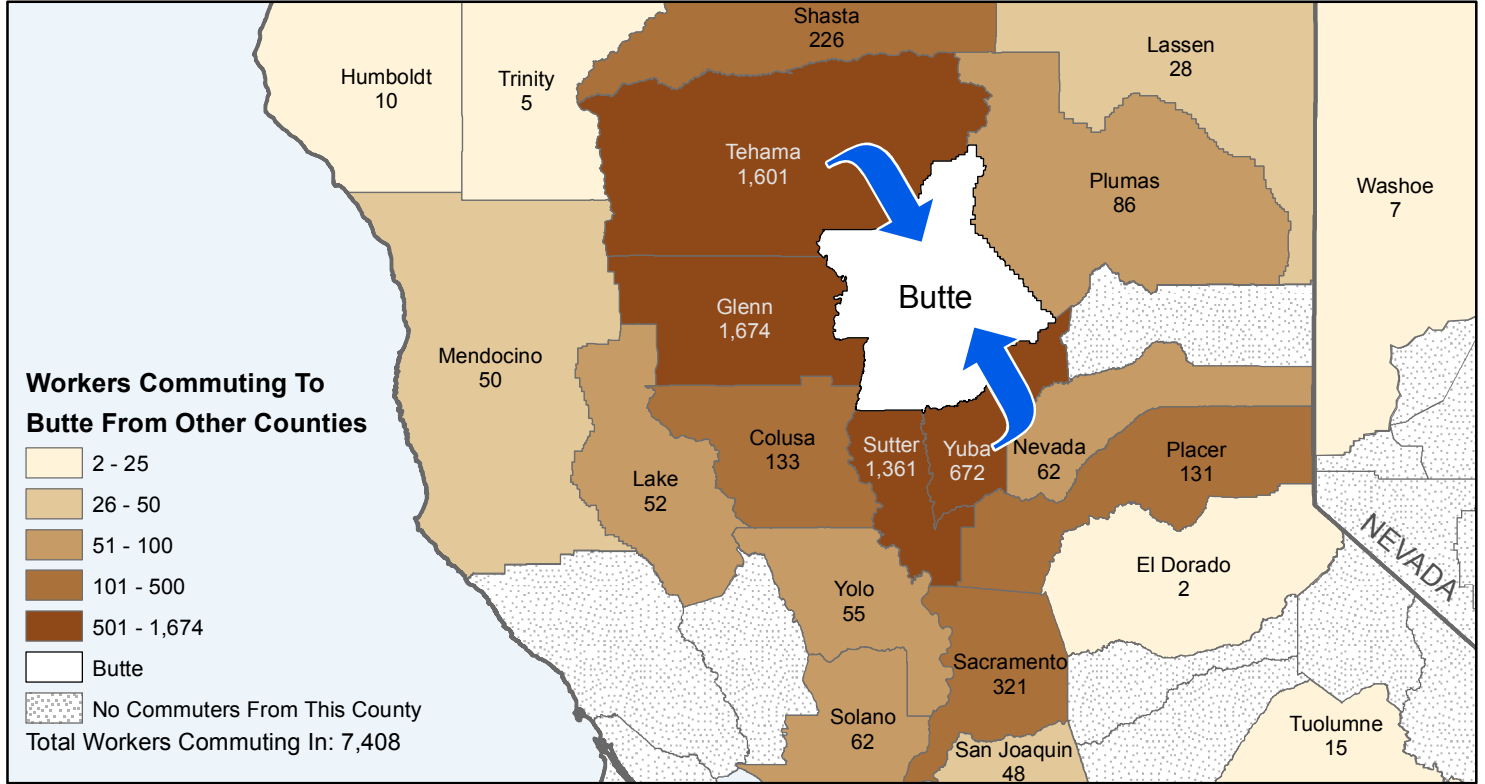 Shasta
226
Lassen
28
Humboldt
10
Trinity
5
Tehama
1,601
Plumas
86
Washoe
7
Butte
Glenn
1,674
Mendocino
50
Colusa
133
Sutter
1,361
Yuba
672
Nevada
62
Placer
131
Lake
52
El Dorado
2
NEVADA
Yolo
55
Sacramento
321
Solano
62
San Joaquin
48
Tuolumne
15
Workers Commuting To
Butte From Other Counties
2 - 25
26 - 50
51 - 100
101 - 500
501 - 1,674
Butte
No Commuters From This County
Total Workers Commuting In: 7,408